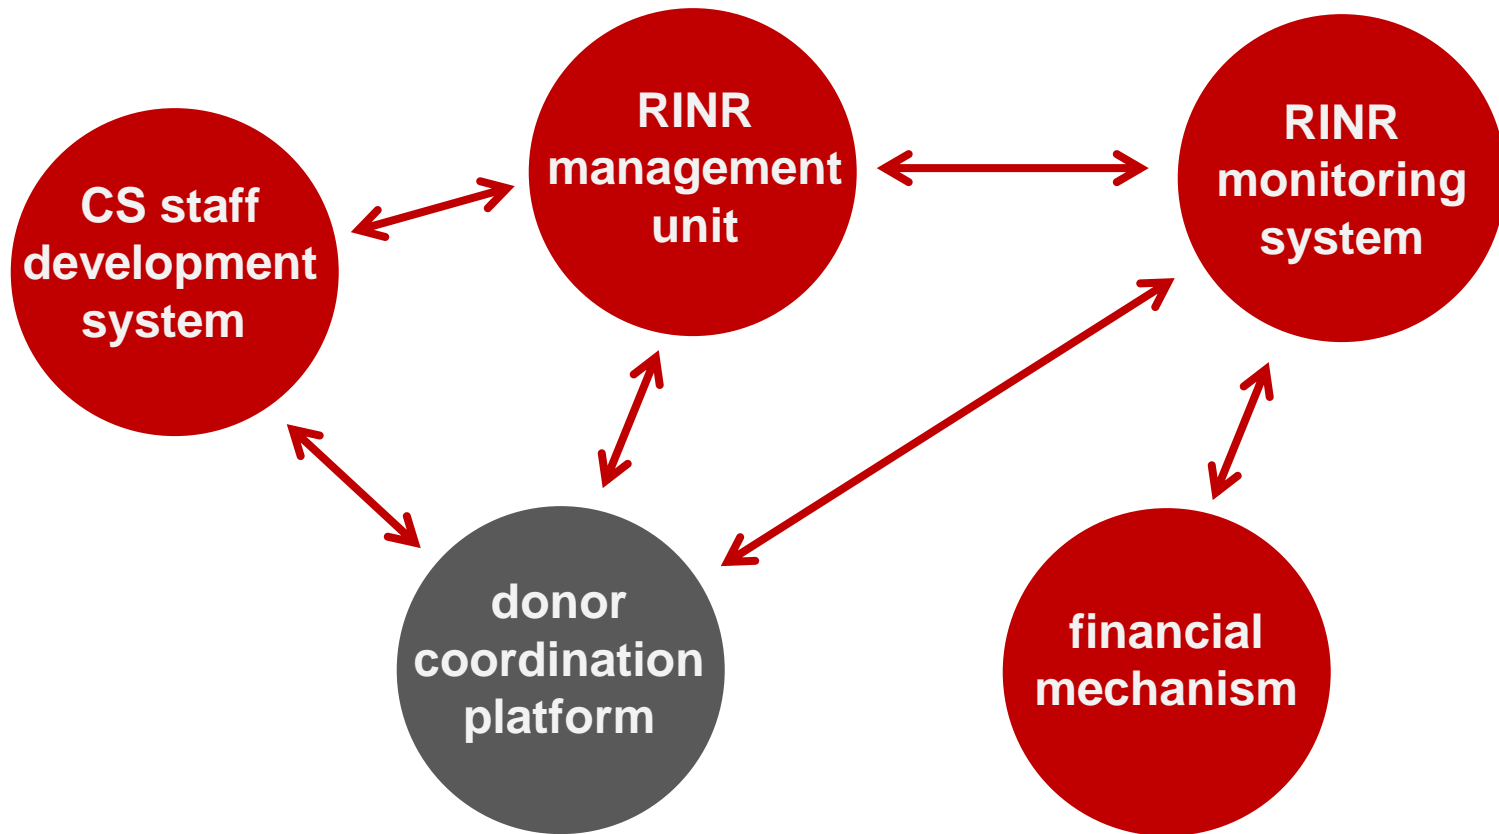 CS staff
development
system
RINR
management
unit
RINR
monitoring
system
donor
coordination
platform
financial
mechanism